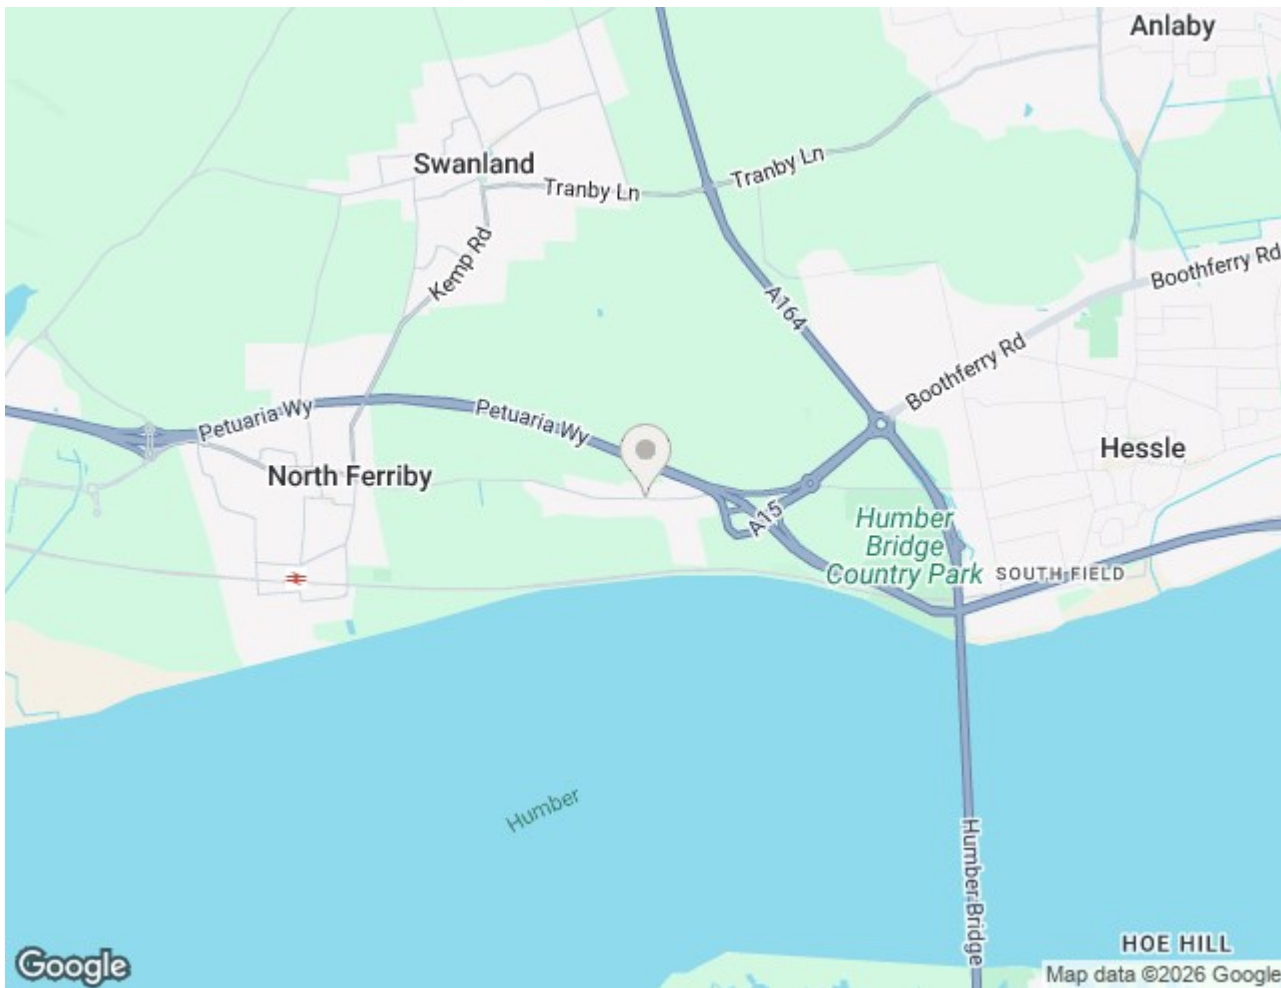 Anlaby
Swanland
Tranby Ln
Tranby Ln
Kemp Rd
Boothferry Rd
A164
Boothferry Rd
Petuaria Wy
Petuaria Wy
North Ferriby
Hessle
A15
Humber
Bridge
Country Park
SOUTH FIELD
Humber
Humber Bridge
HOE HILL
Google
Map data ©2026 Google